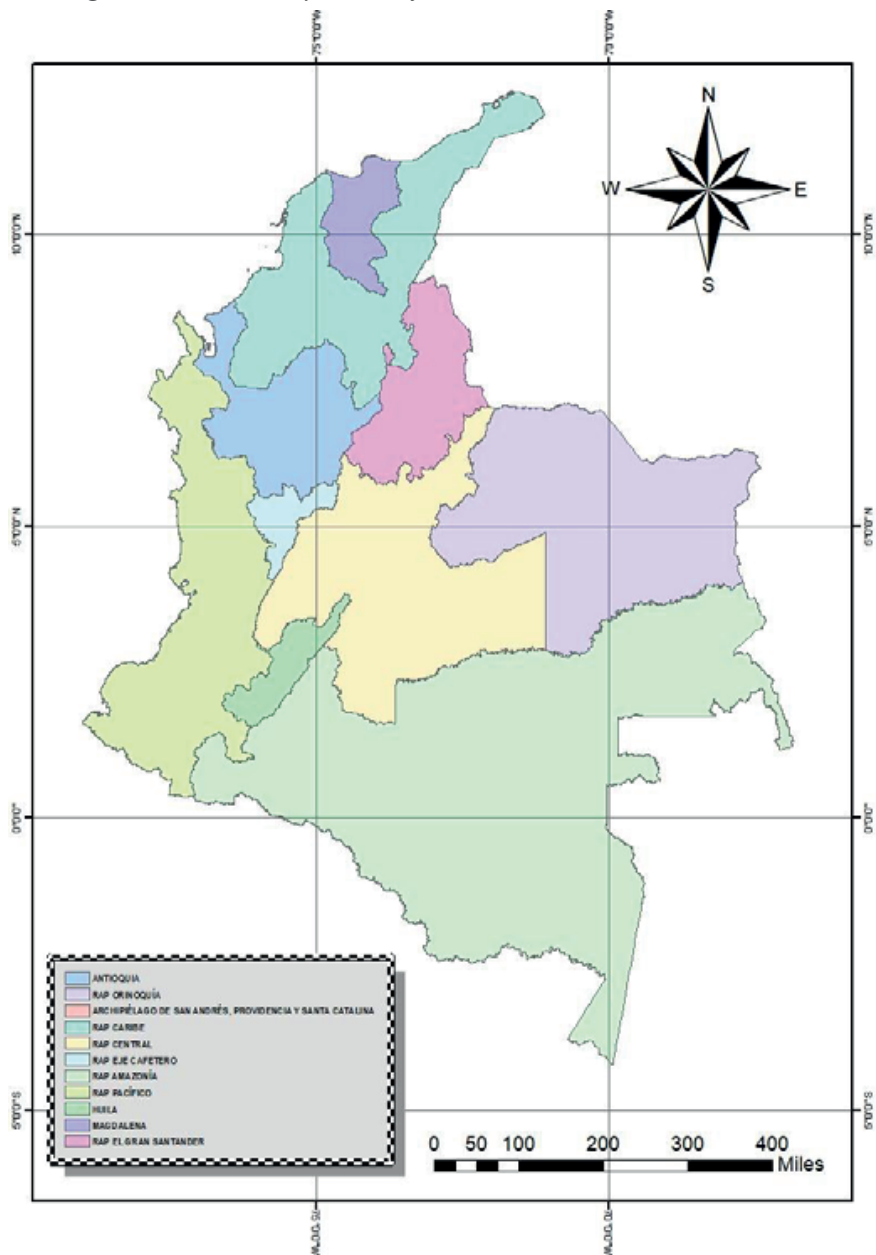 75°0'0"W
70°0'0"W
N
W
E
S
10°0'0"N
10°0'0"N
5°0'0"N
5°0'0"N
0°0'0"
0°0'0"
ANTIOQUIA
RAP ORINOQUÍA
ARCHIPIÉLAGO DE SAN ANDRÉS, PROVIDENCIA Y SANTA CATALINA
RAP CARIBE
RAP CENTRAL
RAP EJE CAFETERO
RAP AMAZONÍA
RAP PACÍFICO
HUILA
MAGDALENA
RAP EL GRAN SANTANDER
5°0'0"S
5°0'0"S
0 50 100 200 300 400
Miles
75°0'0"W
70°0'0"W